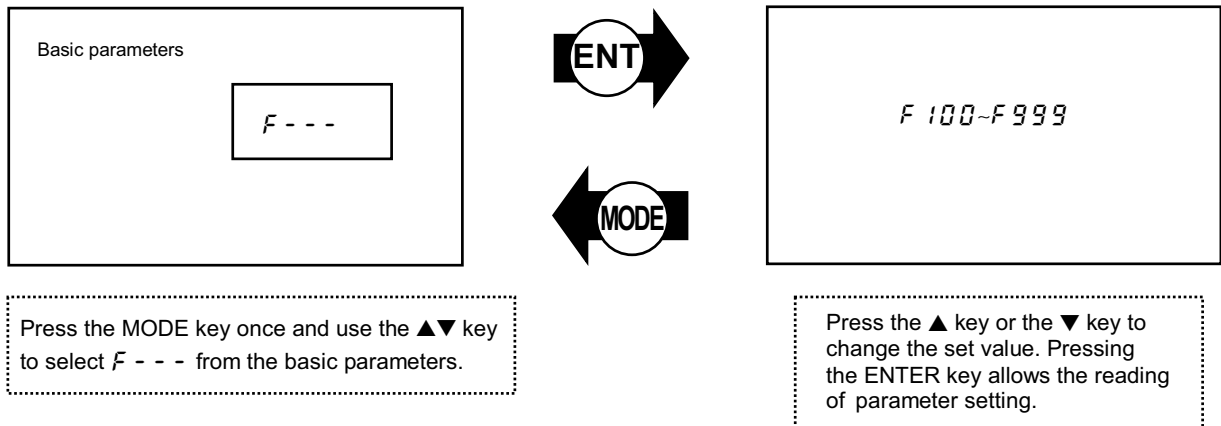 Basic parameters
F - - -
ENT
F100~F999
MODE
Press the MODE key once and use the ▲▼ key
to select F - - - from the basic parameters.
Press the ▲ key or the ▼ key to
change the set value. Pressing
the ENTER key allows the reading
of parameter setting.